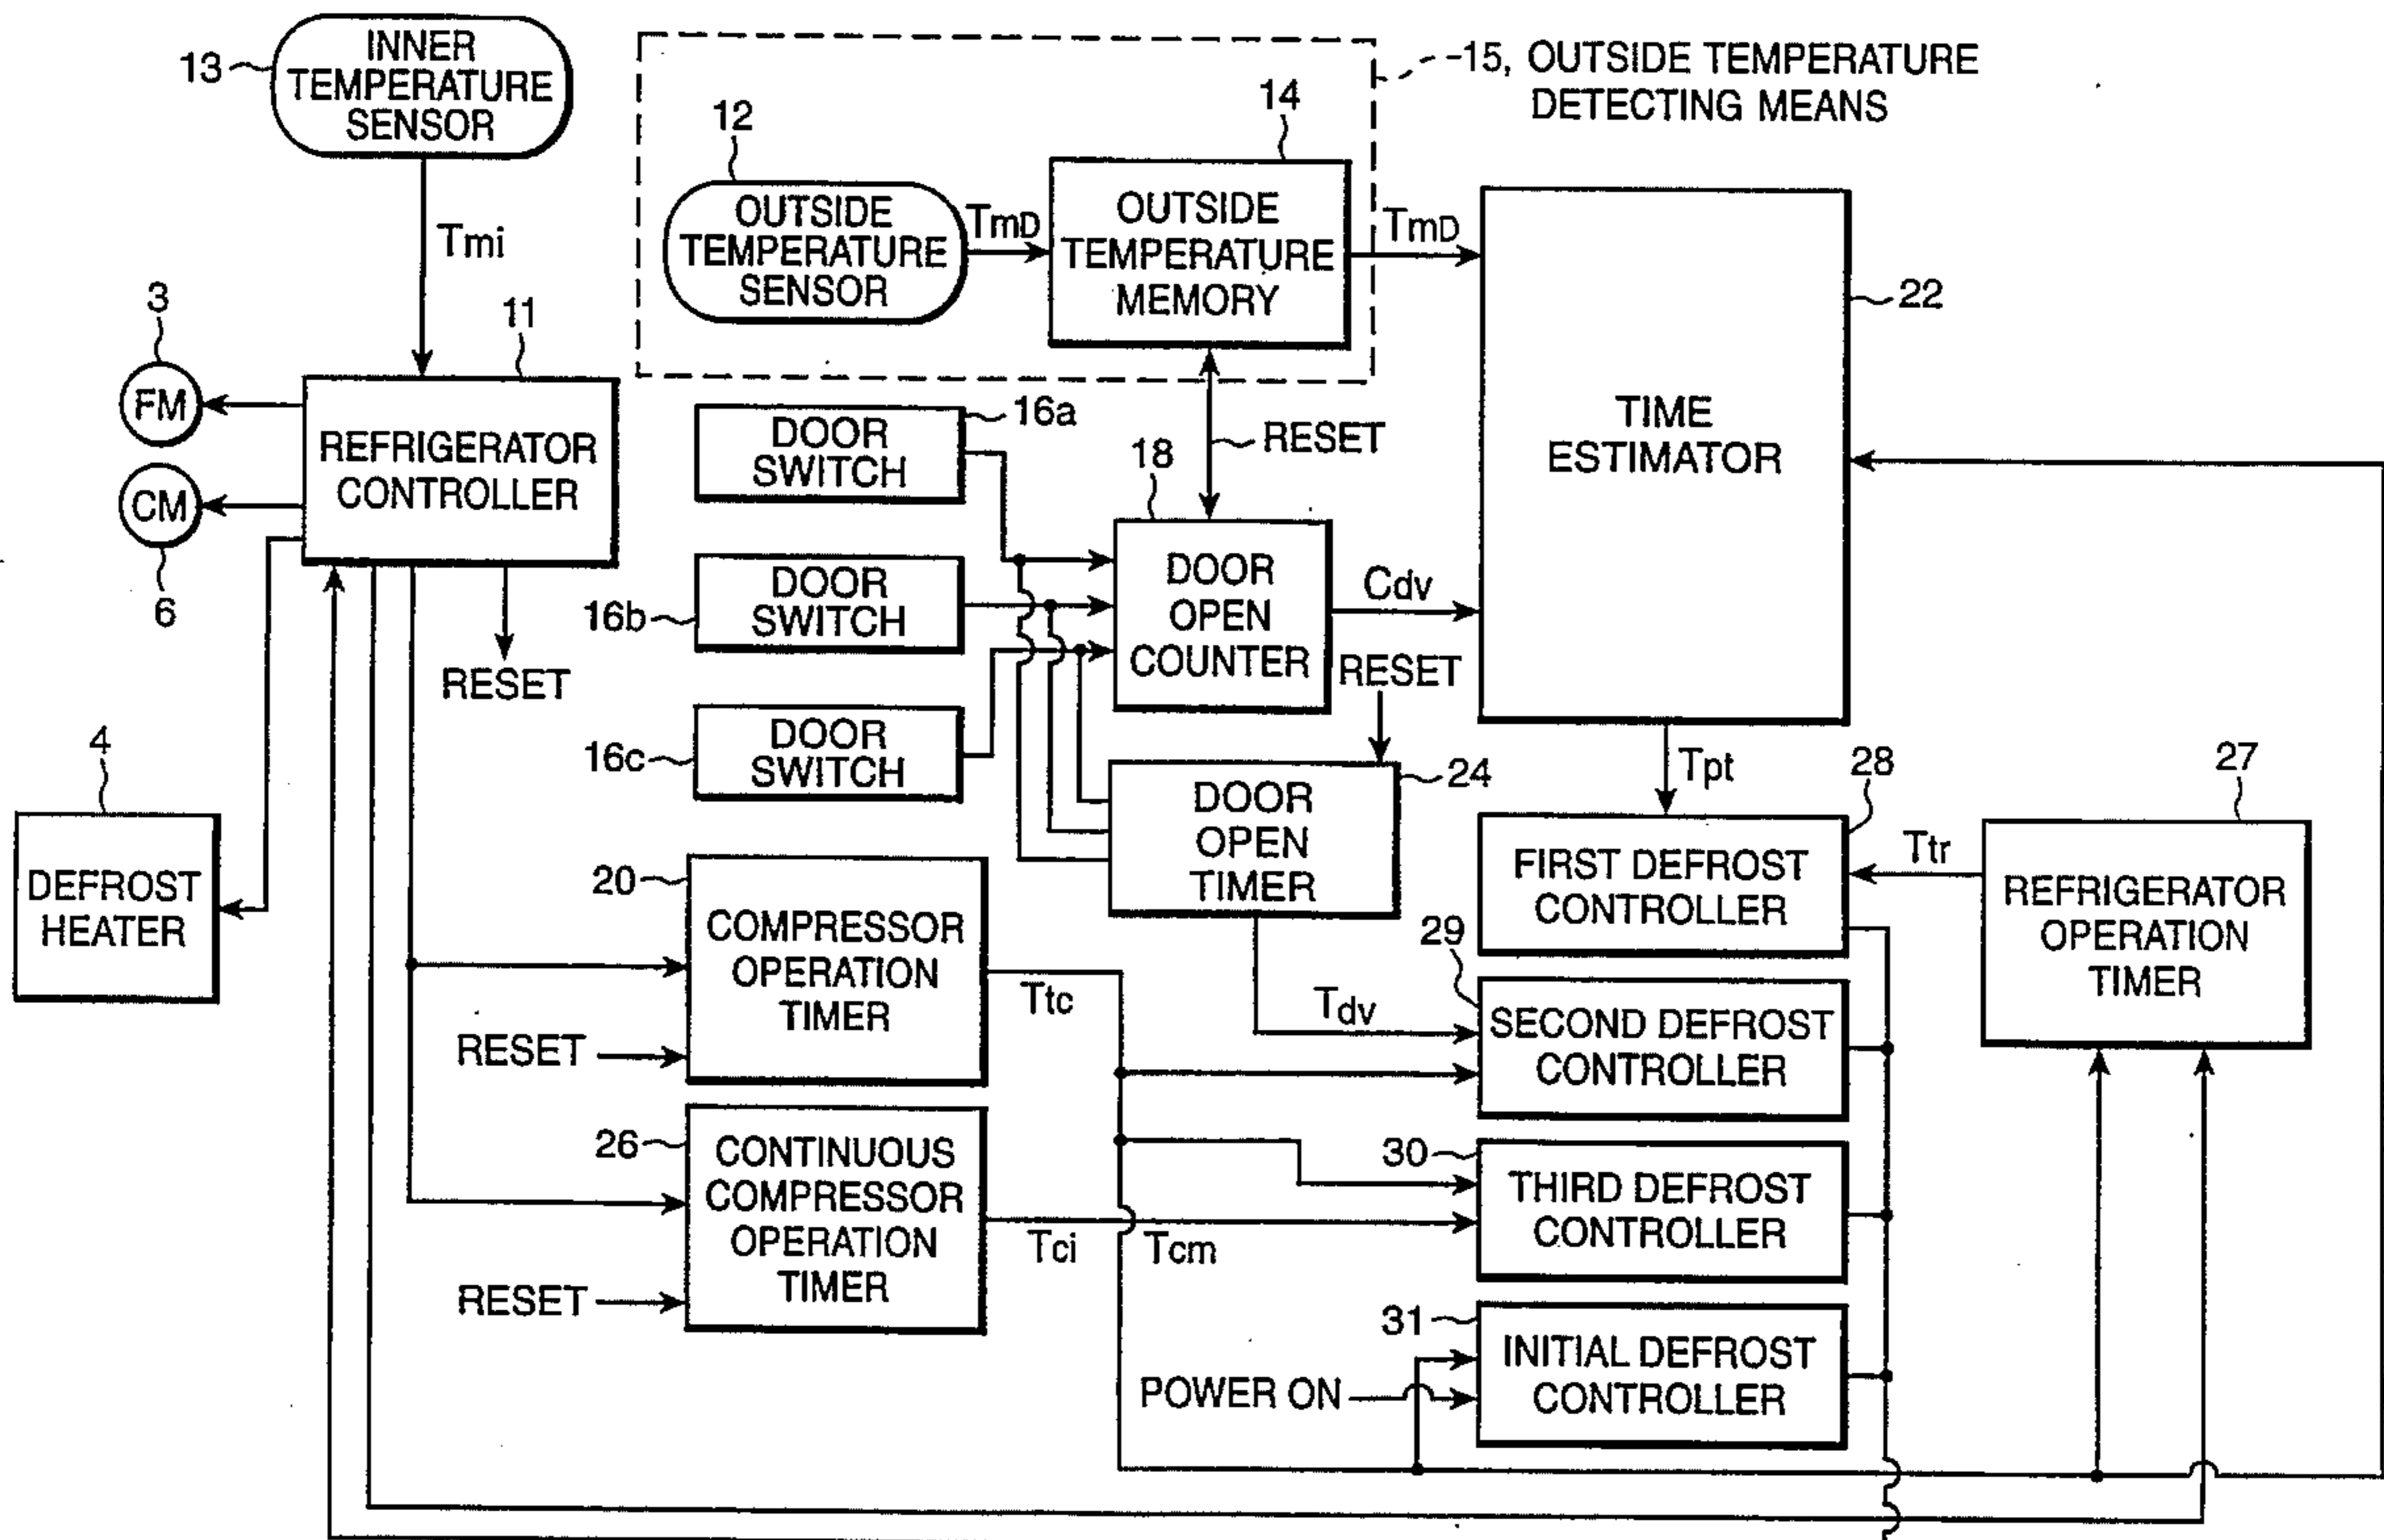 INNER
TEMPERATURE
SENSOR
13
15, OUTSIDE TEMPERATURE
DETECTING MEANS
12
14
OUTSIDE
TEMPERATURE
SENSOR
TmD
OUTSIDE
TEMPERATURE
MEMORY
TmD
Tmi
22
3
11
FM
CM
6
REFRIGERATOR
CONTROLLER
RESET
DOOR
SWITCH
16a
RESET
TIME
ESTIMATOR
18
16b
DOOR
SWITCH
DOOR
OPEN
COUNTER
Cdv
RESET
16c
DOOR
SWITCH
4
DEFROST
HEATER
24
DOOR
OPEN
TIMER
Tpt
28
27
FIRST DEFROST
CONTROLLER
Ttr
REFRIGERATOR
OPERATION
TIMER
20
COMPRESSOR
OPERATION
TIMER
RESET
Ttc
29
Tdv
SECOND DEFROST
CONTROLLER
26
CONTINUOUS
COMPRESSOR
OPERATION
TIMER
RESET
Tci
Tcm
30
THIRD DEFROST
CONTROLLER
31
INITIAL DEFROST
CONTROLLER
POWER ON